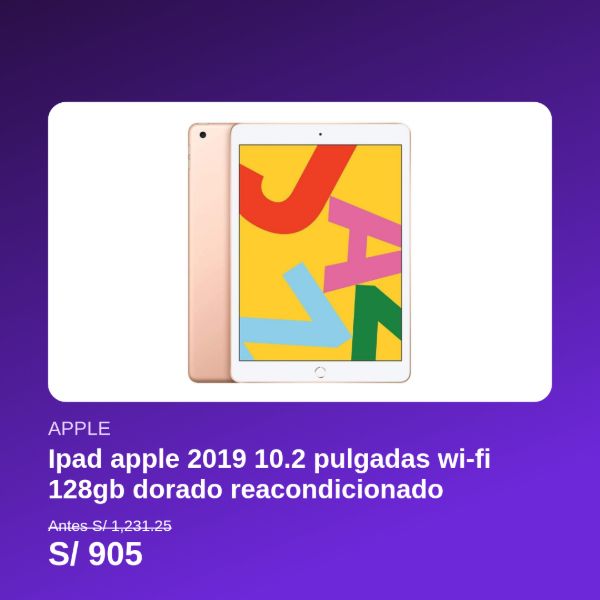 APPLE
Ipad apple 2019 10.2 pulgadas wi-fi
128gb dorado reacondicionado
Antes S/ 1,231.25
S/ 905